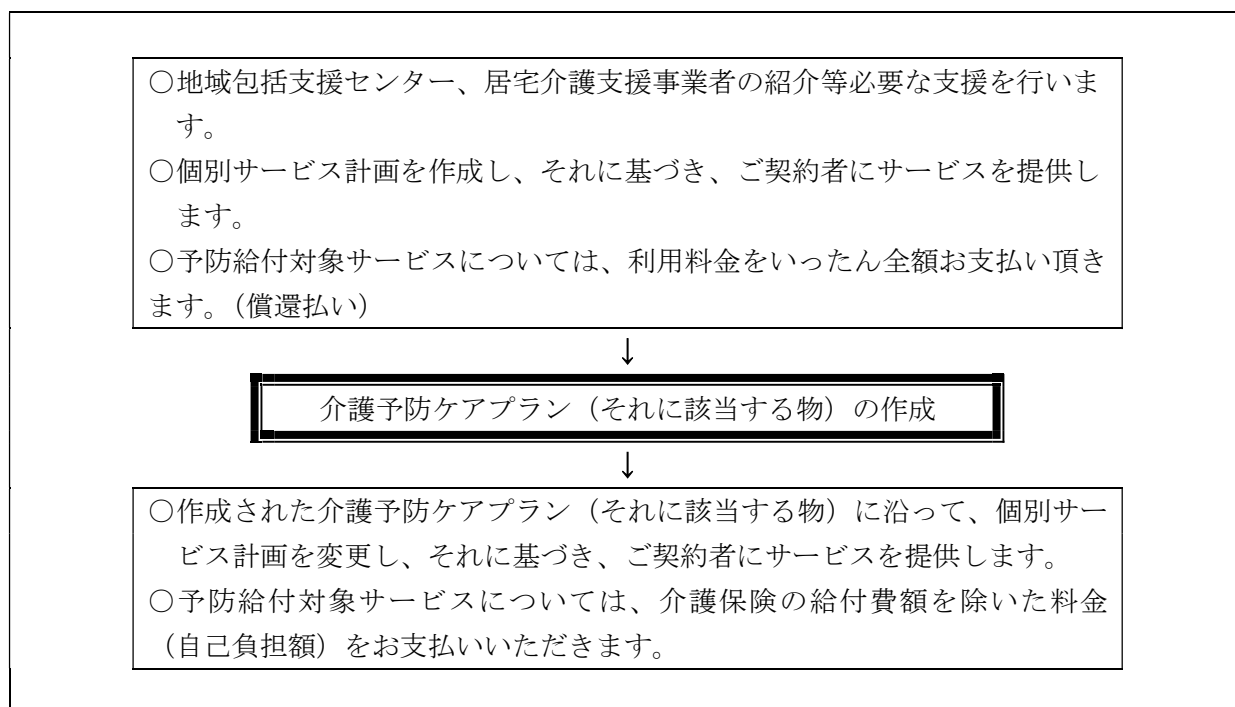 ○地域包括支援センター、居宅介護支援事業者の紹介等必要な支援を行いま
す。
○個別サービス計画を作成し、それに基づき、ご契約者にサービスを提供し
ます。
○予防給付対象サービスについては、利用料金をいったん全額お支払い頂き
ます。（償還払い）
↓
介護予防ケアプラン（それに該当する物）の作成
↓
○作成された介護予防ケアプラン（それに該当する物）に沿って、個別サー
ビス計画を変更し、それに基づき、ご契約者にサービスを提供します。
○予防給付対象サービスについては、介護保険の給付費額を除いた料金
（自己負担額）をお支払いいただきます。